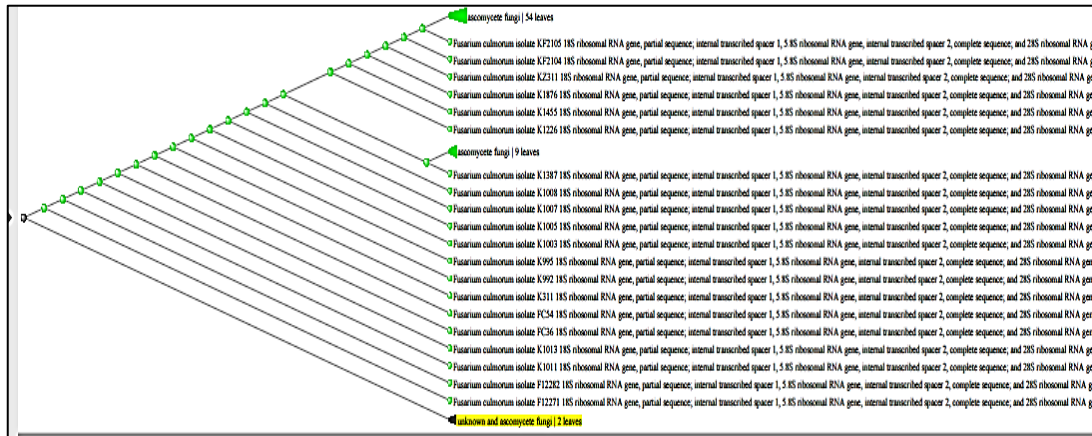 ascomycete fungi | 54 leaves
Fusarium culmorum isolate KF2105 18S ribosomal RNA gene, partial sequence; internal transcribed spacer 1, 5.8S ribosomal RNA gene, internal transcribed spacer 2, complete sequence; and 28S ribosomal RNA g
Fusarium culmorum isolate KF2104 18S ribosomal RNA gene, partial sequence; internal transcribed spacer 1, 5.8S ribosomal RNA gene, internal transcribed spacer 2, complete sequence; and 28S ribosomal RNA g
Fusarium culmorum isolate KZ311 18S ribosomal RNA gene, partial sequence; internal transcribed spacer 1, 5.8S ribosomal RNA gene, internal transcribed spacer 2, complete sequence; and 28S ribosomal RNA ge
Fusarium culmorum isolate K1876 18S ribosomal RNA gene, partial sequence; internal transcribed spacer 1, 5.8S ribosomal RNA gene, internal transcribed spacer 2, complete sequence; and 28S ribosomal RNA ge
Fusarium culmorum isolate K1455 18S ribosomal RNA gene, partial sequence; internal transcribed spacer 1, 5.8S ribosomal RNA gene, internal transcribed spacer 2, complete sequence; and 28S ribosomal RNA ge
Fusarium culmorum isolate K1226 18S ribosomal RNA gene, partial sequence; internal transcribed spacer 1, 5.8S ribosomal RNA gene, internal transcribed spacer 2, complete sequence; and 28S ribosomal RNA ge
ascomycete fungi | 9 leaves
Fusarium culmorum isolate K1387 18S ribosomal RNA gene, partial sequence; internal transcribed spacer 1, 5.8S ribosomal RNA gene, internal transcribed spacer 2, complete sequence; and 28S ribosomal RNA ge
Fusarium culmorum isolate K1008 18S ribosomal RNA gene, partial sequence; internal transcribed spacer 1, 5.8S ribosomal RNA gene, internal transcribed spacer 2, complete sequence; and 28S ribosomal RNA ge
Fusarium culmorum isolate K1007 18S ribosomal RNA gene, partial sequence; internal transcribed spacer 1, 5.8S ribosomal RNA gene, internal transcribed spacer 2, complete sequence; and 28S ribosomal RNA ge
Fusarium culmorum isolate K1005 18S ribosomal RNA gene, partial sequence; internal transcribed spacer 1, 5.8S ribosomal RNA gene, internal transcribed spacer 2, complete sequence; and 28S ribosomal RNA ge
Fusarium culmorum isolate K1003 18S ribosomal RNA gene, partial sequence; internal transcribed spacer 1, 5.8S ribosomal RNA gene, internal transcribed spacer 2, complete sequence; and 28S ribosomal RNA ge
Fusarium culmorum isolate K995 18S ribosomal RNA gene, partial sequence; internal transcribed spacer 1, 5.8S ribosomal RNA gene, internal transcribed spacer 2, complete sequence; and 28S ribosomal RNA gen
Fusarium culmorum isolate K992 18S ribosomal RNA gene, partial sequence; internal transcribed spacer 1, 5.8S ribosomal RNA gene, internal transcribed spacer 2, complete sequence; and 28S ribosomal RNA gen
Fusarium culmorum isolate K311 18S ribosomal RNA gene, partial sequence; internal transcribed spacer 1, 5.8S ribosomal RNA gene, internal transcribed spacer 2, complete sequence; and 28S ribosomal RNA gen
Fusarium culmorum isolate FC54 18S ribosomal RNA gene, partial sequence; internal transcribed spacer 1, 5.8S ribosomal RNA gene, internal transcribed spacer 2, complete sequence; and 28S ribosomal RNA gen
Fusarium culmorum isolate FC36 18S ribosomal RNA gene, partial sequence; internal transcribed spacer 1, 5.8S ribosomal RNA gene, internal transcribed spacer 2, complete sequence; and 28S ribosomal RNA gen
Fusarium culmorum isolate K1013 18S ribosomal RNA gene, partial sequence; internal transcribed spacer 1, 5.8S ribosomal RNA gene, internal transcribed spacer 2, complete sequence; and 28S ribosomal RNA ge
Fusarium culmorum isolate K1011 18S ribosomal RNA gene, partial sequence; internal transcribed spacer 1, 5.8S ribosomal RNA gene, internal transcribed spacer 2, complete sequence; and 28S ribosomal RNA ge
Fusarium culmorum isolate F12282 18S ribosomal RNA gene, partial sequence; internal transcribed spacer 1, 5.8S ribosomal RNA gene, internal transcribed spacer 2, complete sequence; and 28S ribosomal RNA g
Fusarium culmorum isolate F12271 18S ribosomal RNA gene, partial sequence; internal transcribed spacer 1, 5.8S ribosomal RNA gene, internal transcribed spacer 2, complete sequence; and 28S ribosomal RNA g
unknown and ascomycete fungi | 2 leaves